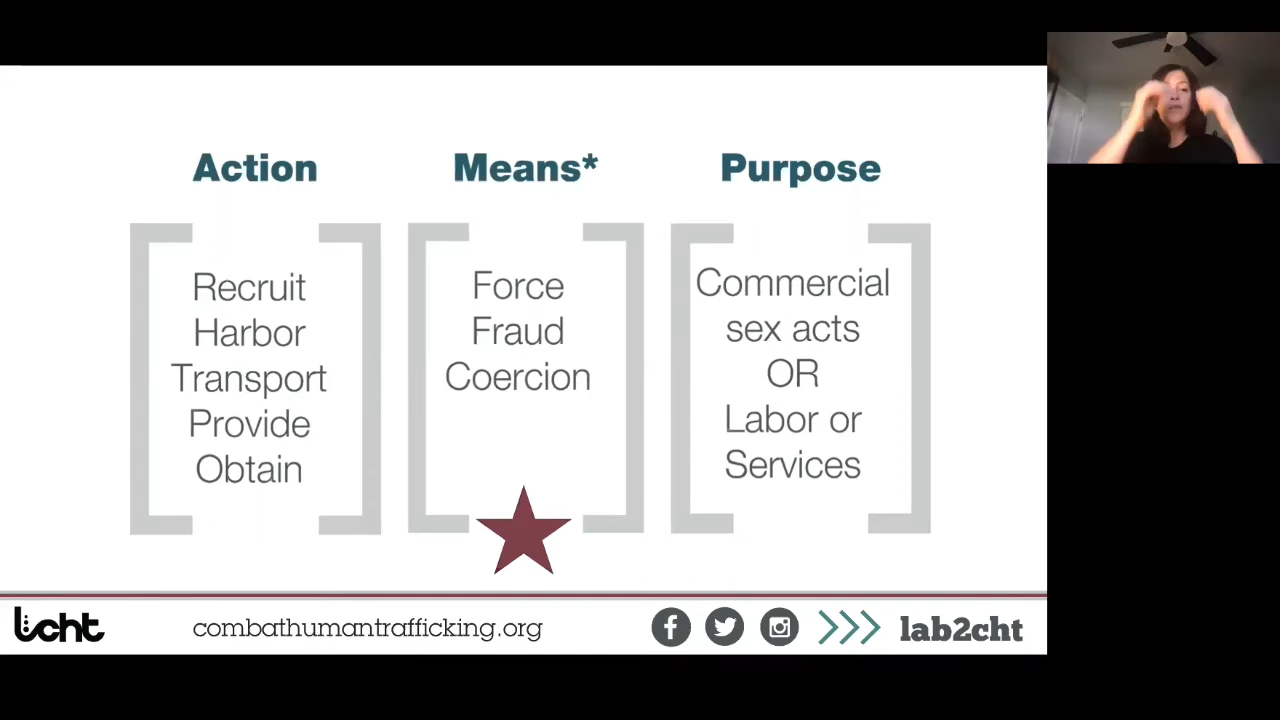 Action
Recruit
Harbor
Transport
Provide
Obtain
Means*
Force
Fraud
Coercion
Purpose
Commercial
sex acts
OR
Labor or
Services
lcht
combathumantrafficking.org
lab2cht